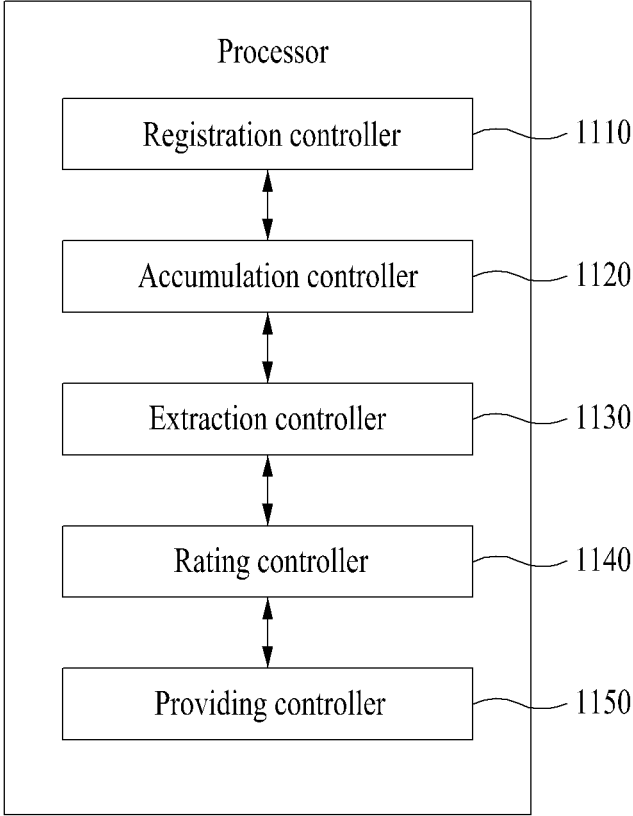 Processor
Registration controller 1110
Accumulation controller 1120
Extraction controller 1130
Rating controller 1140
Providing controller 1150